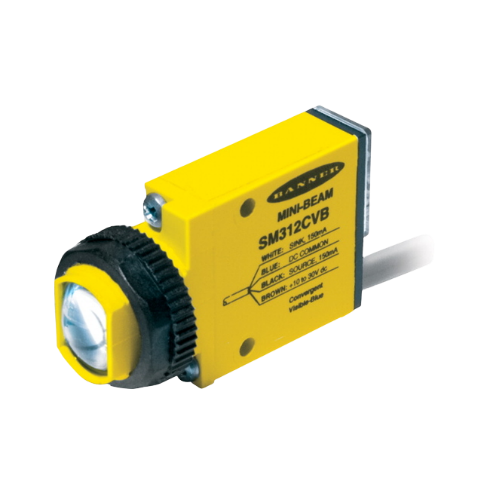 BANNER
MINI-BEAM
SM312CVB
WHITE: SINK, 150mA
BLUE: DC COMMON
BLACK: SOURCE, 150mA
BROWN: +10 to 30V dc
Convergent
Visible-Blue